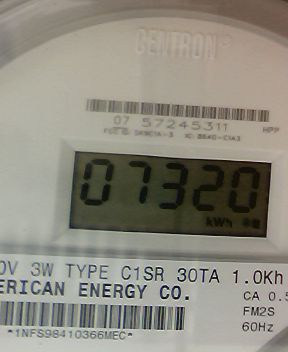 CENTRON®
07 57245311 HPP
07320
kWh
0V 3W TYPE C1SR 30TA 1.0Kh
ERICAN ENERGY CO.
CA 0.5
FM2S
*1NFS98410366MEC* 60Hz